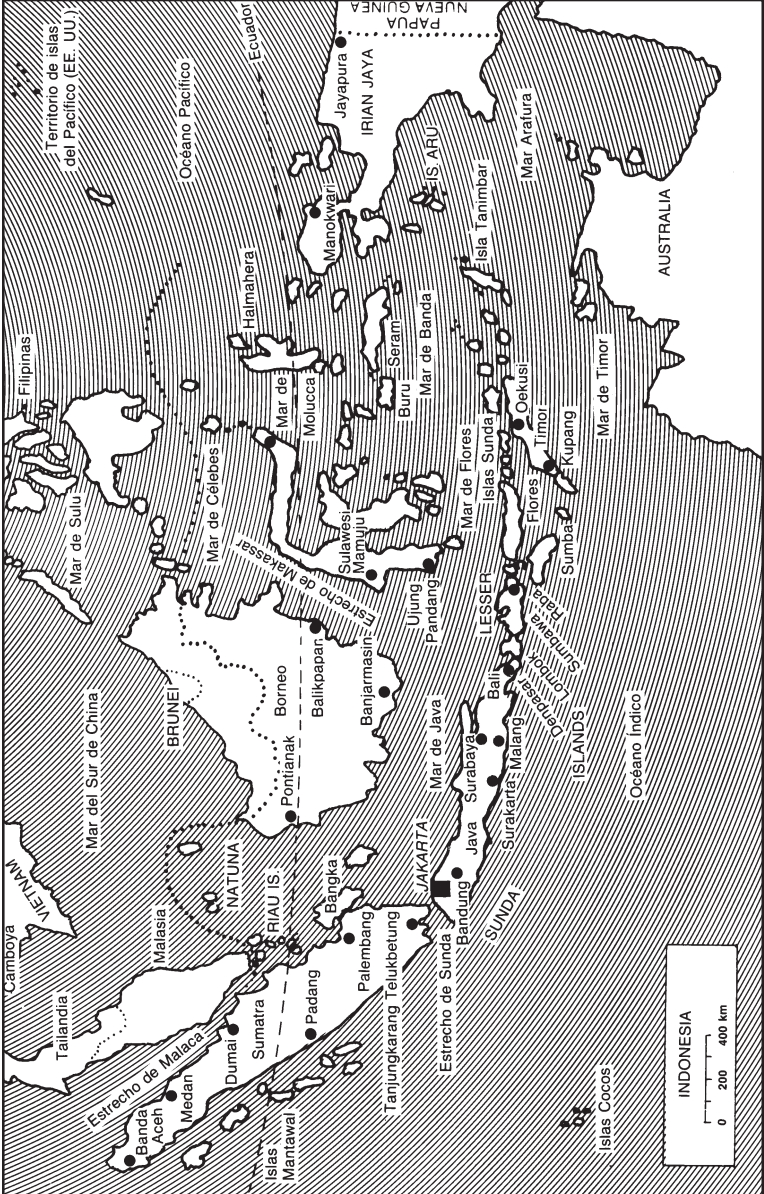 Camboya
VIETNAM
Tailandia
Malasia
Mar del Sur de China
NATUNA
RIAU IS.
BRUNEI
Mar de Sulu
Filipinas
Territorio de islas
del Pacífico (EE. UU.)
Océano Pacífico
Ecuador
Estrecho de Malaca
Banda
Aceh
Medan
Dumai
Sumatra
Padang
Islas
Mantawal
Bangka
Palembang
Tanjungkarang Telukbetung
Estrecho de Sunda
Pontianak
Borneo
Balikpapan
Banjarmasin
Estreco de Makassar
Mar de Célebes
Sulawesi
Mamuju
Ujung
Pandang
Mar de
Molucca
Halmahera
Buru
Seram
Mar de Banda
Manokwari
Jayapura
IRIAN JAYA
PAPUA
NUEVA GUINEA
IS ARU
Isla Tanimbar
Mar Arafura
JAKARTA
Bandung
Java
Mar de Java
Surabaya
Surakarta
Malang
SUNDA
ISLANDS
LESSER
Bali
Denpasar
Lombok
Sumbawa
Raba
Mar de Flores
Islas Sunda
Flores
Sumba
Oekusi
Timor
Kupang
Mar de Timor
AUSTRALIA
Océano Índico
Islas Cocos
INDONESIA
0 200 400 km